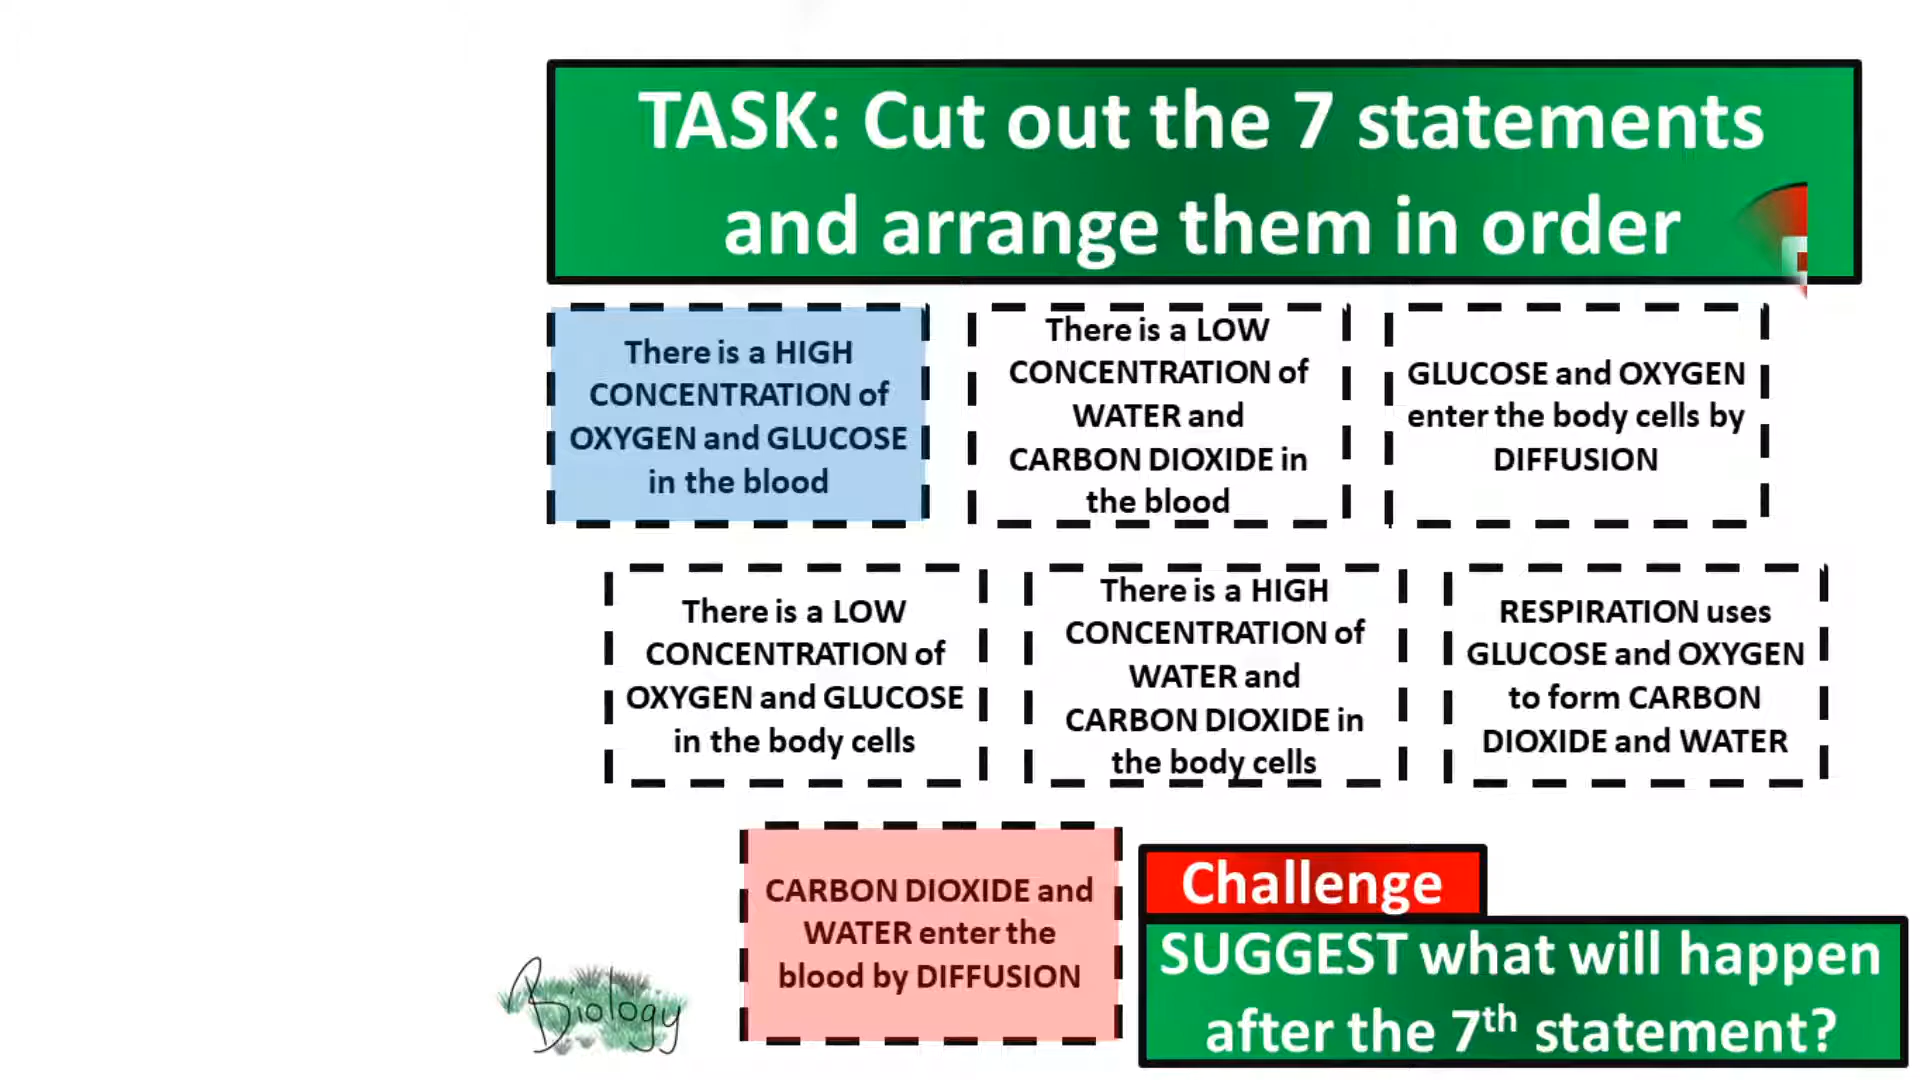 TASK: Cut out the 7 statements
and arrange them in order
There is a HIGH
CONCENTRATION of
OXYGEN and GLUCOSE
in the blood
There is a LOW
CONCENTRATION of
WATER and
CARBON DIOXIDE in
the blood
GLUCOSE and OXYGEN
enter the body cells by
DIFFUSION
There is a LOW
CONCENTRATION of
OXYGEN and GLUCOSE
in the body cells
There is a HIGH
CONCENTRATION of
WATER and
CARBON DIOXIDE in
the body cells
RESPIRATION uses
GLUCOSE and OXYGEN
to form CARBON
DIOXIDE and WATER
CARBON DIOXIDE and
WATER enter the
blood by DIFFUSION
Challenge
SUGGEST what will happen
after the 7th statement?
Biology